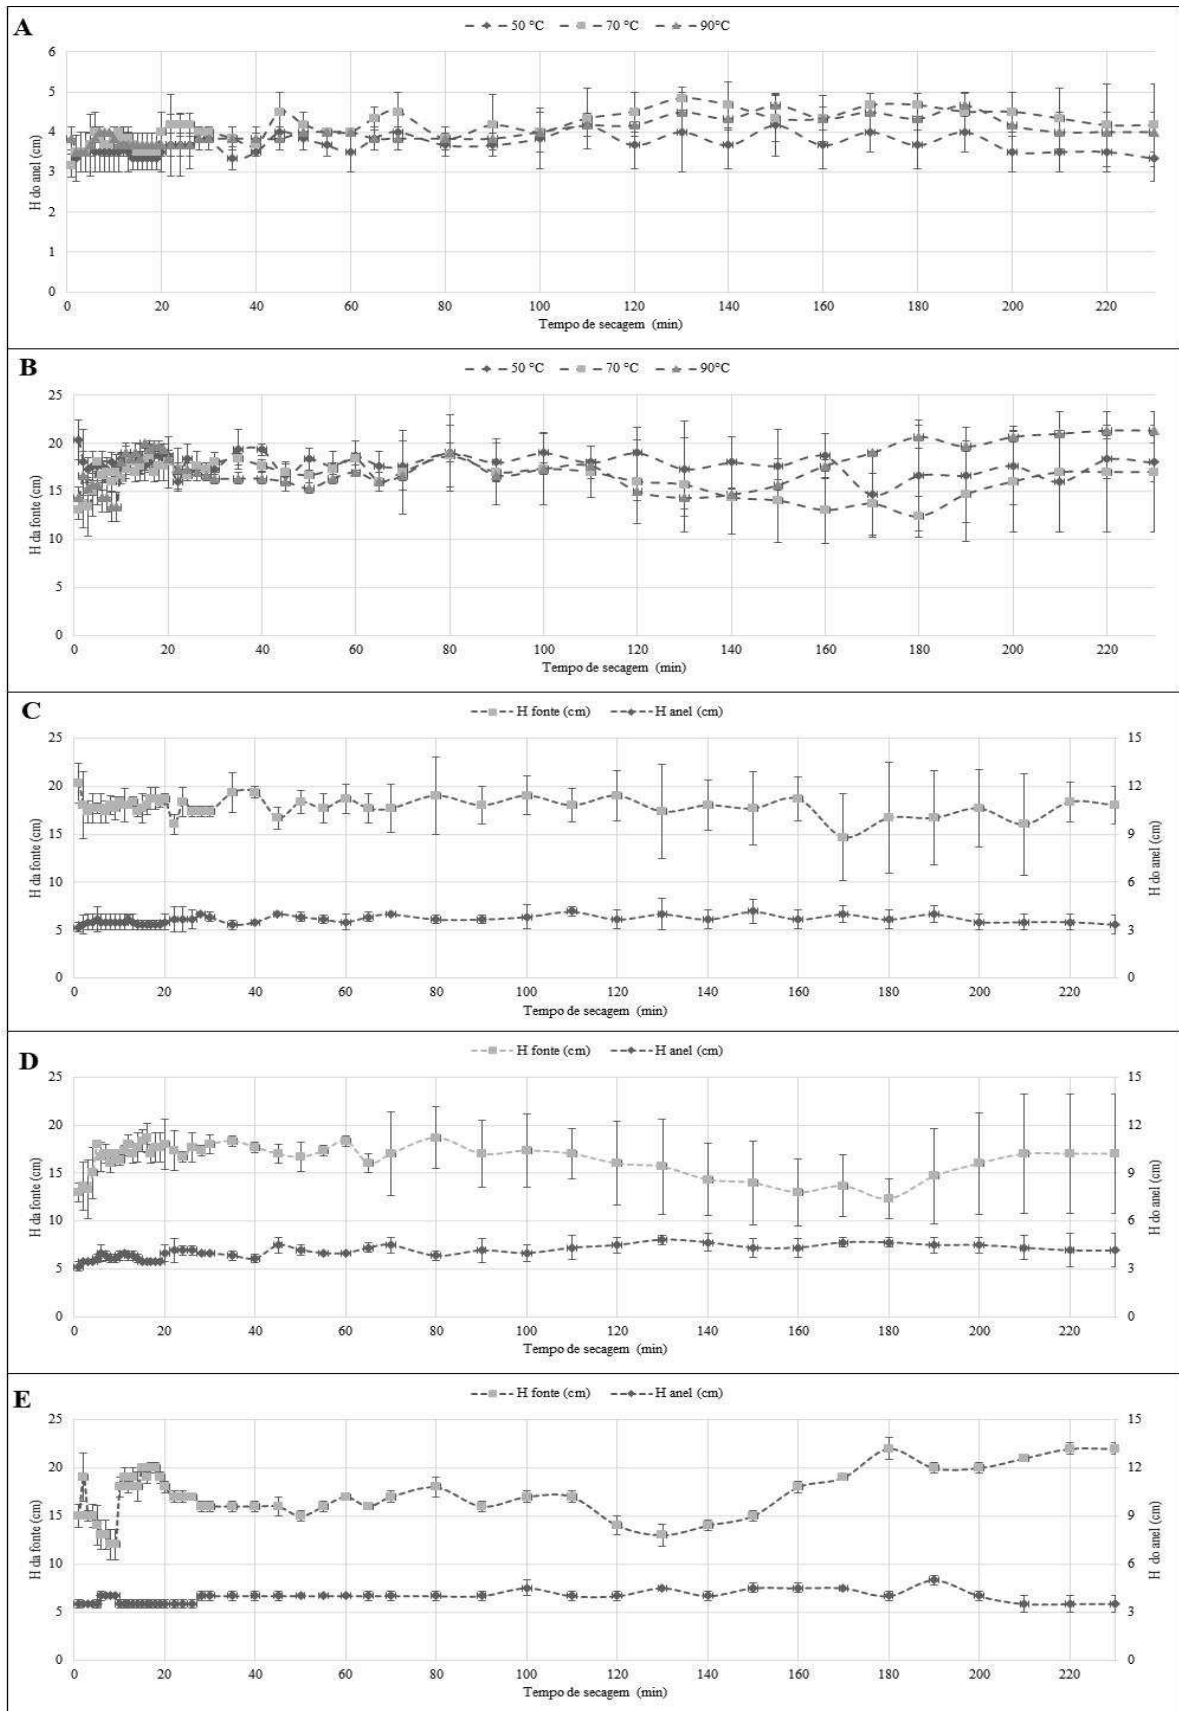 A
50 °C 70 °C 90°C
6
5
4
3
2
1
0
H do anel (cm)
0 20 40 60 80 100 120 140 160 180 200 220
Tempo de secagem (min)
B
50 °C 70 °C 90°C
25
20
15
10
5
0
H da fonte (cm)
0 20 40 60 80 100 120 140 160 180 200 220
Tempo de secagem (min)
C
H fonte (cm) H anel (cm)
25
20
15
10
5
0
H da fonte (cm)
15
12
9
6
3
0
H do anel (cm)
0 20 40 60 80 100 120 140 160 180 200 220
Tempo de secagem (min)
D
H fonte (cm) H anel (cm)
25
20
15
10
5
0
H da fonte (cm)
15
12
9
6
3
0
H do anel (cm)
0 20 40 60 80 100 120 140 160 180 200 220
Tempo de secagem (min)
E
H fonte (cm) H anel (cm)
25
20
15
10
5
0
H da fonte (cm)
15
12
9
6
3
0
H do anel (cm)
0 20 40 60 80 100 120 140 160 180 200 220
Tempo de secagem (min)